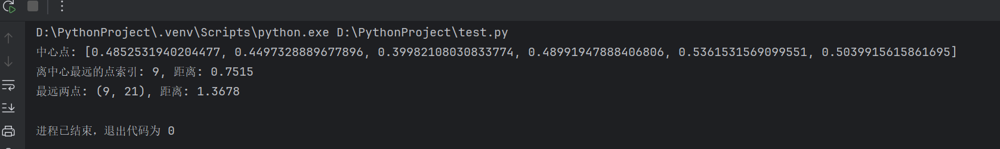 D:\PythonProject\.venv\Scripts\python.exe D:\PythonProject\test.py
中心点: [0.4852531940204477, 0.4497328889677896, 0.39982108030833774, 0.48991947888406806, 0.5361531569099551, 0.5039915615861695]
离中心最远的点索引: 9, 距离: 0.7515
最远两点: (9, 21), 距离: 1.3678
进程已结束，退出代码为 0